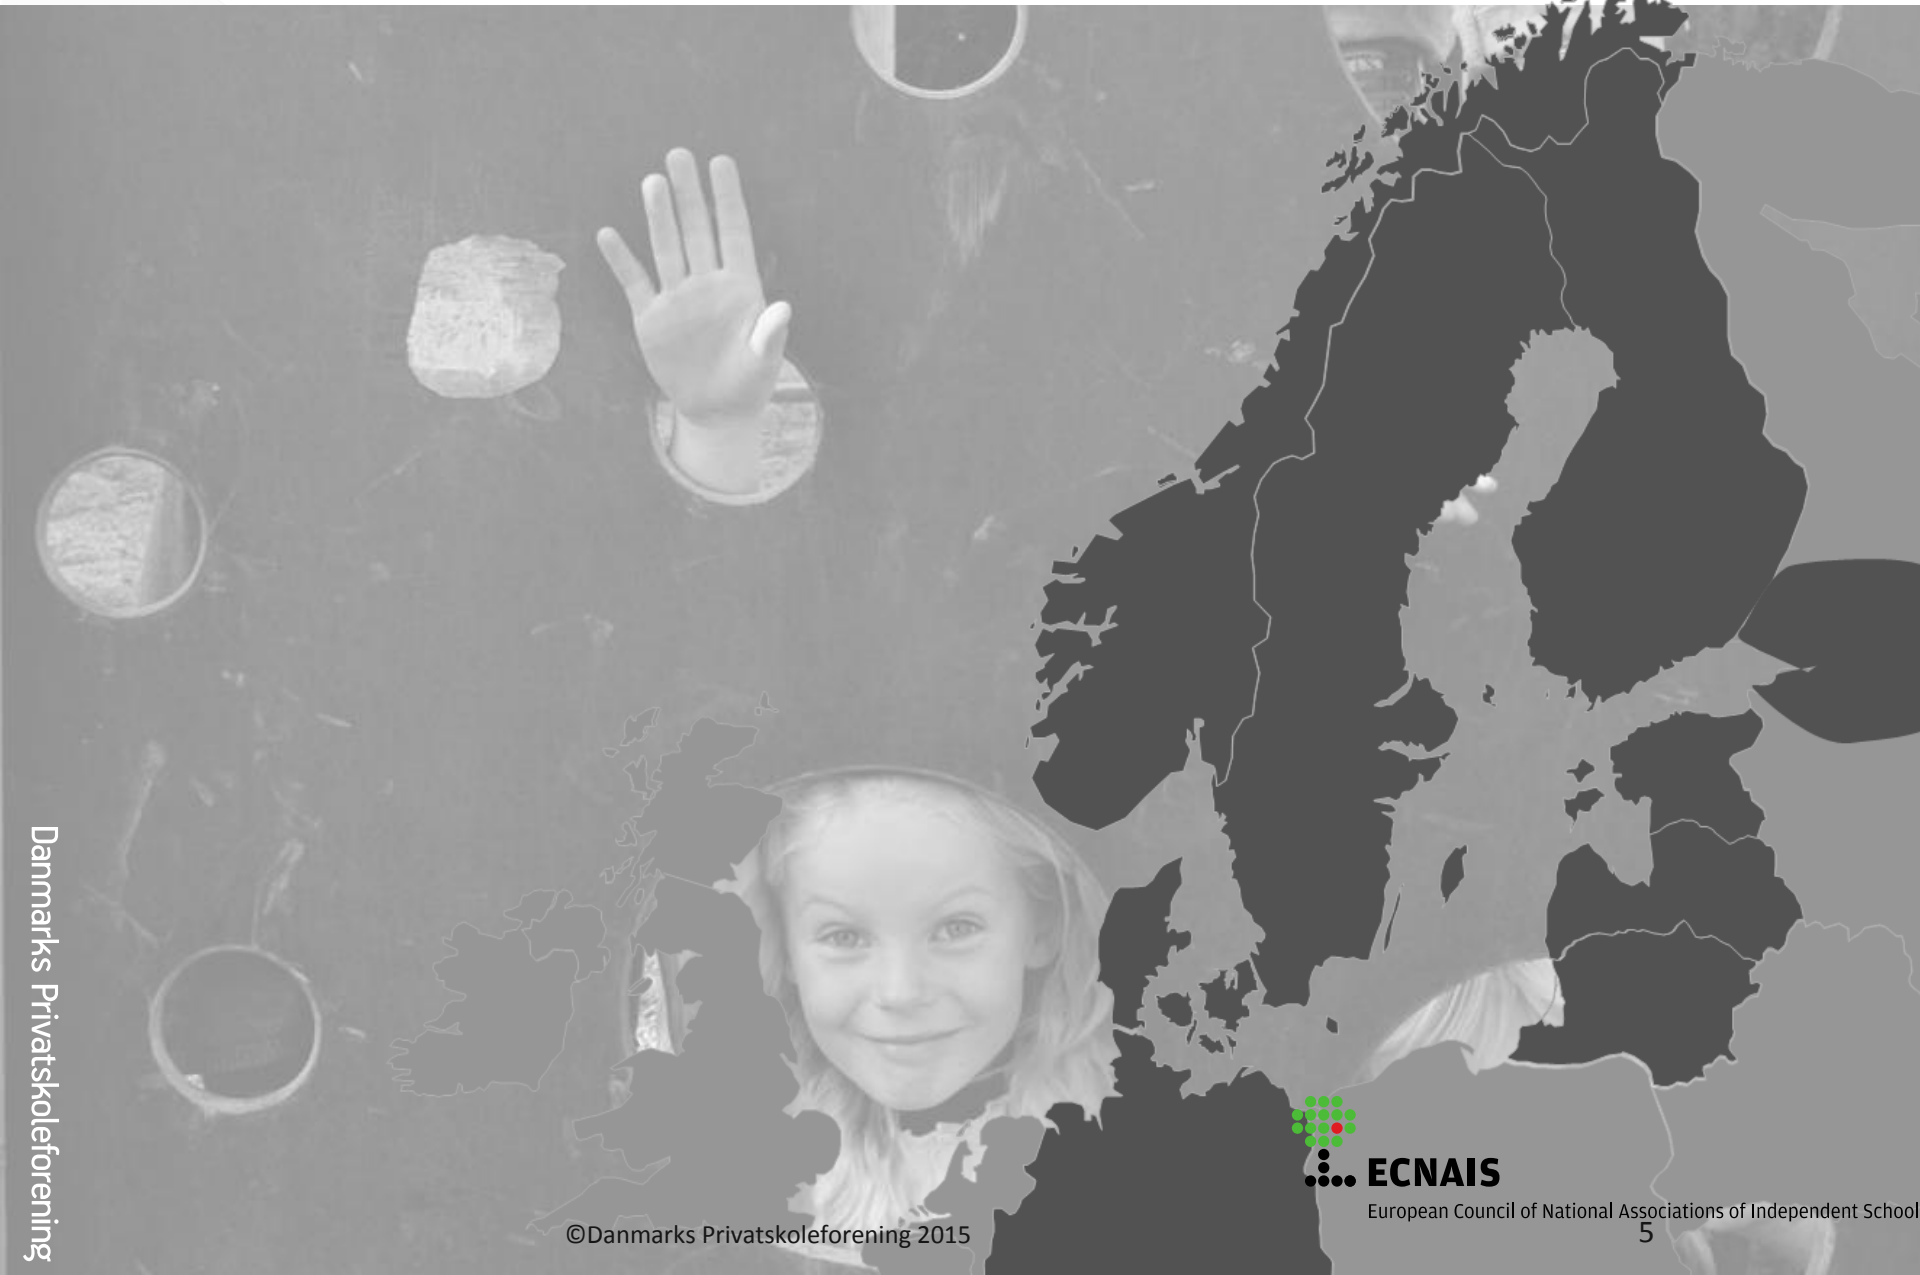 Danmarks Privatskoleforening
ECNAIS
European Council of National Associations of Independent School
©Danmarks Privatskoleforening 2015
5